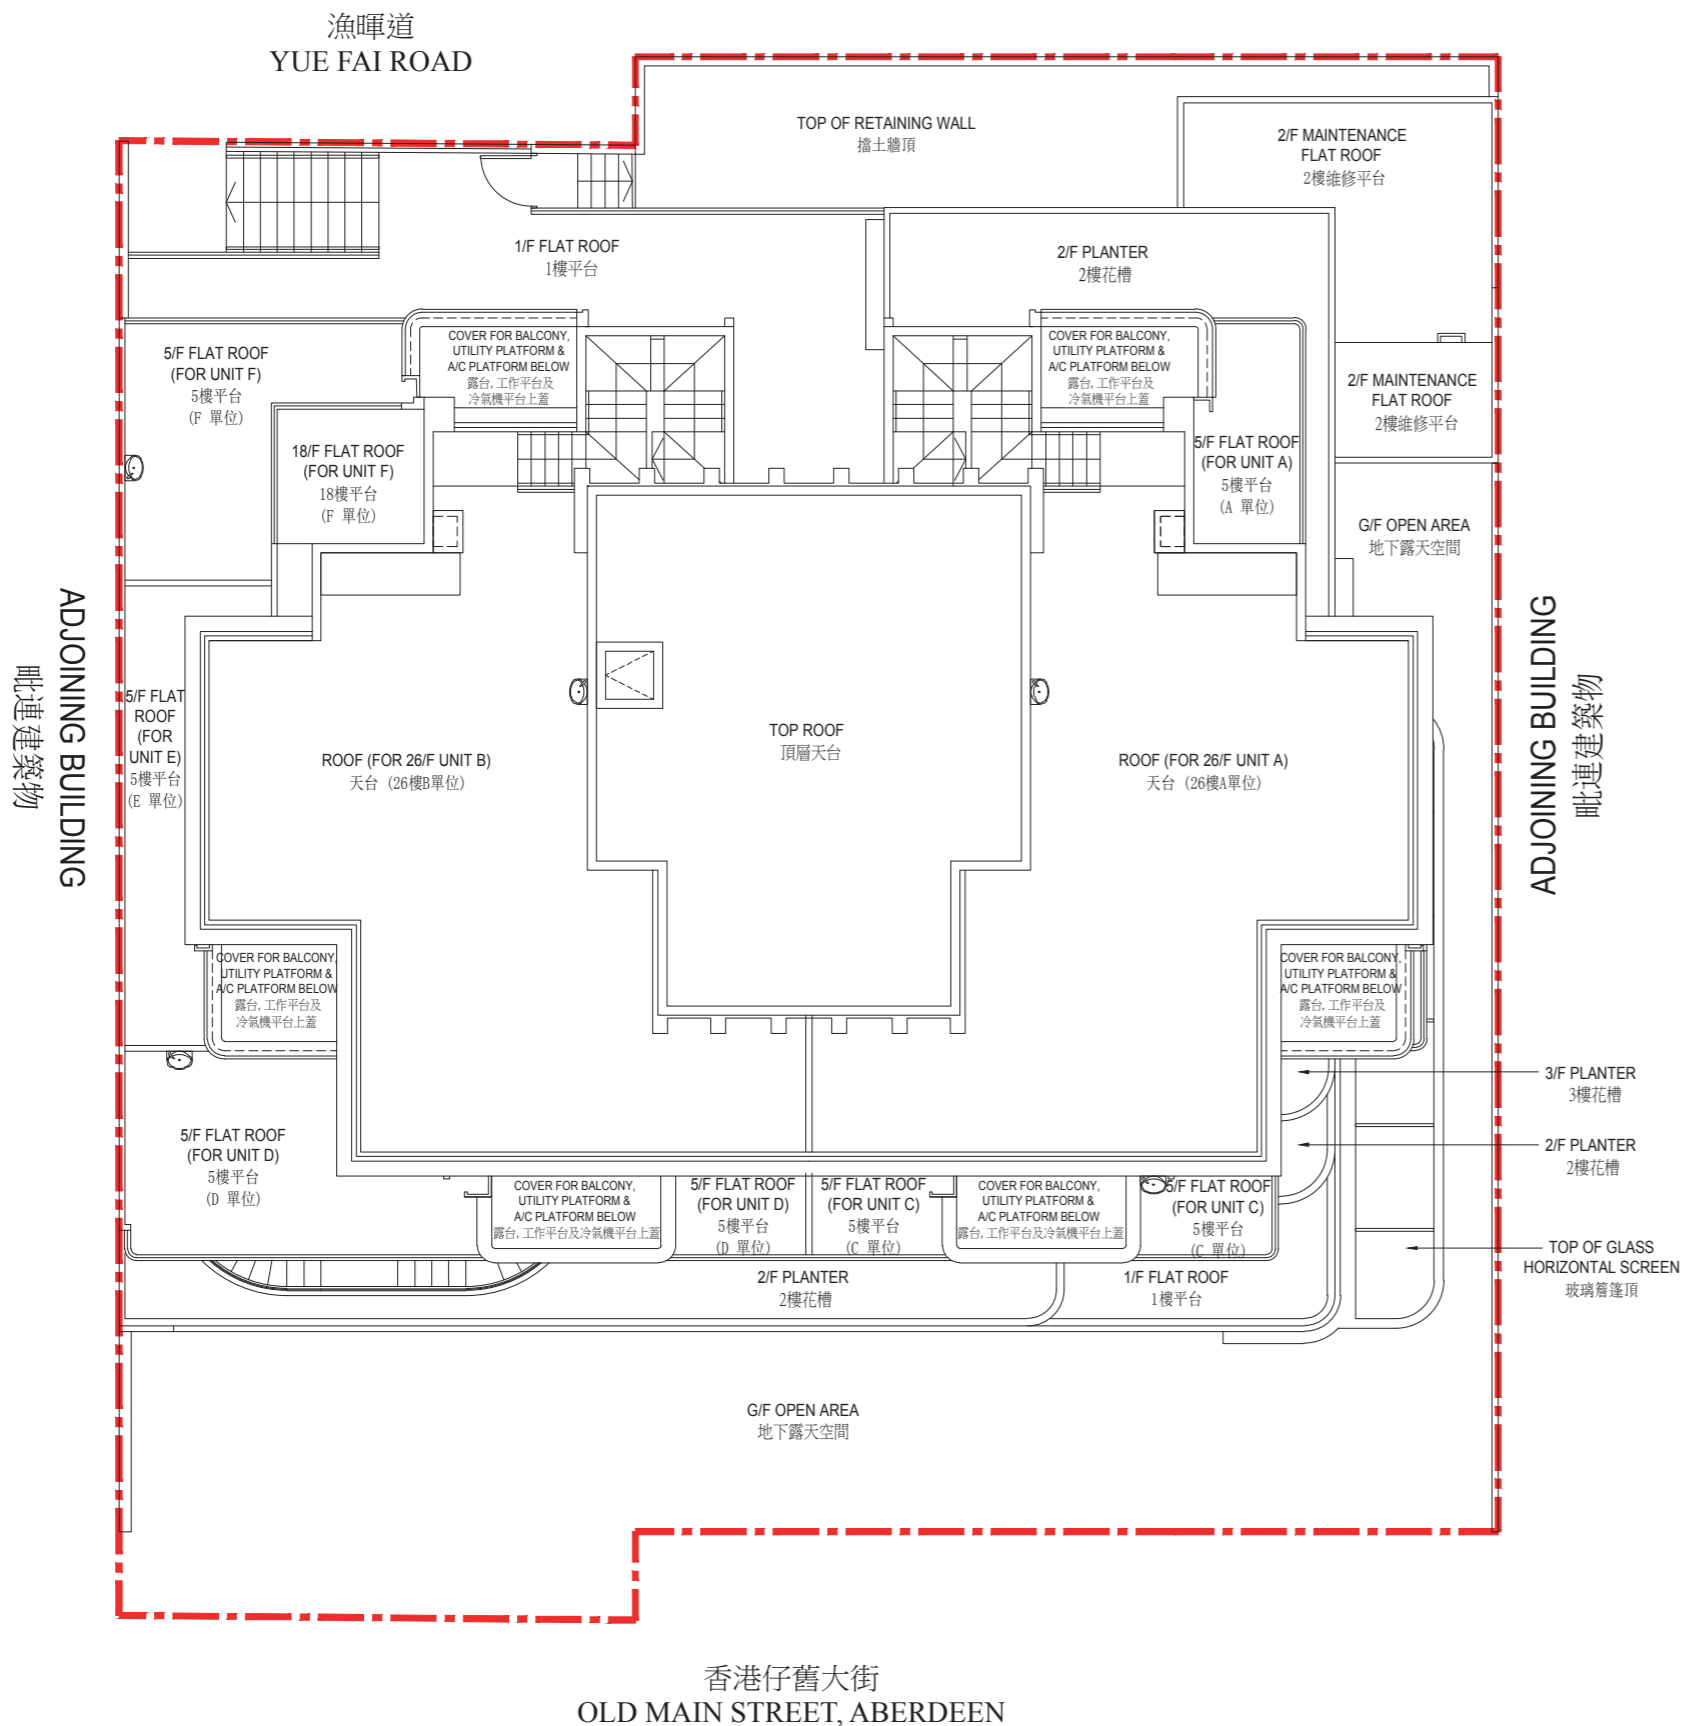 漁暉道
YUE FAI ROAD
TOP OF RETAINING WALL
擋土牆頂
2/F MAINTENANCE
FLAT ROOF
2樓維修平台
1/F FLAT ROOF
1樓平台
2/F PLANTER
2樓花槽
5/F FLAT ROOF
(FOR UNIT F)
5樓平台
(F 單位)
COVER FOR BALCONY,
UTILITY PLATFORM &
A/C PLATFORM BELOW
露台, 工作平台及
冷氣機平台上蓋
COVER FOR BALCONY,
UTILITY PLATFORM &
A/C PLATFORM BELOW
露台, 工作平台及
冷氣機平台上蓋
2/F MAINTENANCE
FLAT ROOF
2樓維修平台
18/F FLAT ROOF
(FOR UNIT F)
18樓平台
(F 單位)
5/F FLAT ROOF
(FOR UNIT A)
5樓平台
(A 單位)
G/F OPEN AREA
地下露天空間
ADJOINING BUILDING
毗連建築物
5/F FLAT
ROOF
(FOR
UNIT E)
5樓平台
(E 單位)
ROOF (FOR 26/F UNIT B)
天台 (26樓B單位)
TOP ROOF
頂層天台
ROOF (FOR 26/F UNIT A)
天台 (26樓A單位)
ADJOINING BUILDING
毗連建築物
COVER FOR BALCONY,
UTILITY PLATFORM &
A/C PLATFORM BELOW
露台, 工作平台及
冷氣機平台上蓋
COVER FOR BALCONY,
UTILITY PLATFORM &
A/C PLATFORM BELOW
露台, 工作平台及
冷氣機平台上蓋
3/F PLANTER
3樓花槽
2/F PLANTER
2樓花槽
5/F FLAT ROOF
(FOR UNIT D)
5樓平台
(D 單位)
COVER FOR BALCONY,
UTILITY PLATFORM &
A/C PLATFORM BELOW
露台, 工作平台及冷氣機平台上蓋
5/F FLAT ROOF
(FOR UNIT D)
5樓平台
(D 單位)
5/F FLAT ROOF
(FOR UNIT C)
5樓平台
(C 單位)
COVER FOR BALCONY,
UTILITY PLATFORM &
A/C PLATFORM BELOW
露台, 工作平台及冷氣機平台上蓋
5/F FLAT ROOF
(FOR UNIT C)
5樓平台
(C 單位)
TOP OF GLASS
HORIZONTAL SCREEN
玻璃簷篷頂
2/F PLANTER
2樓花槽
1/F FLAT ROOF
1樓平台
G/F OPEN AREA
地下露天空間
香港仔舊大街
OLD MAIN STREET, ABERDEEN